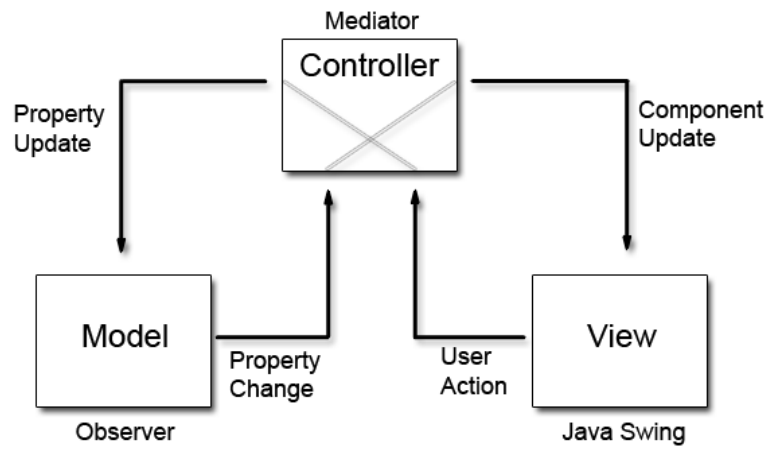 Mediator
Controller
Property
Update
Component
Update
Model
View
Property
Change
User
Action
Observer
Java Swing